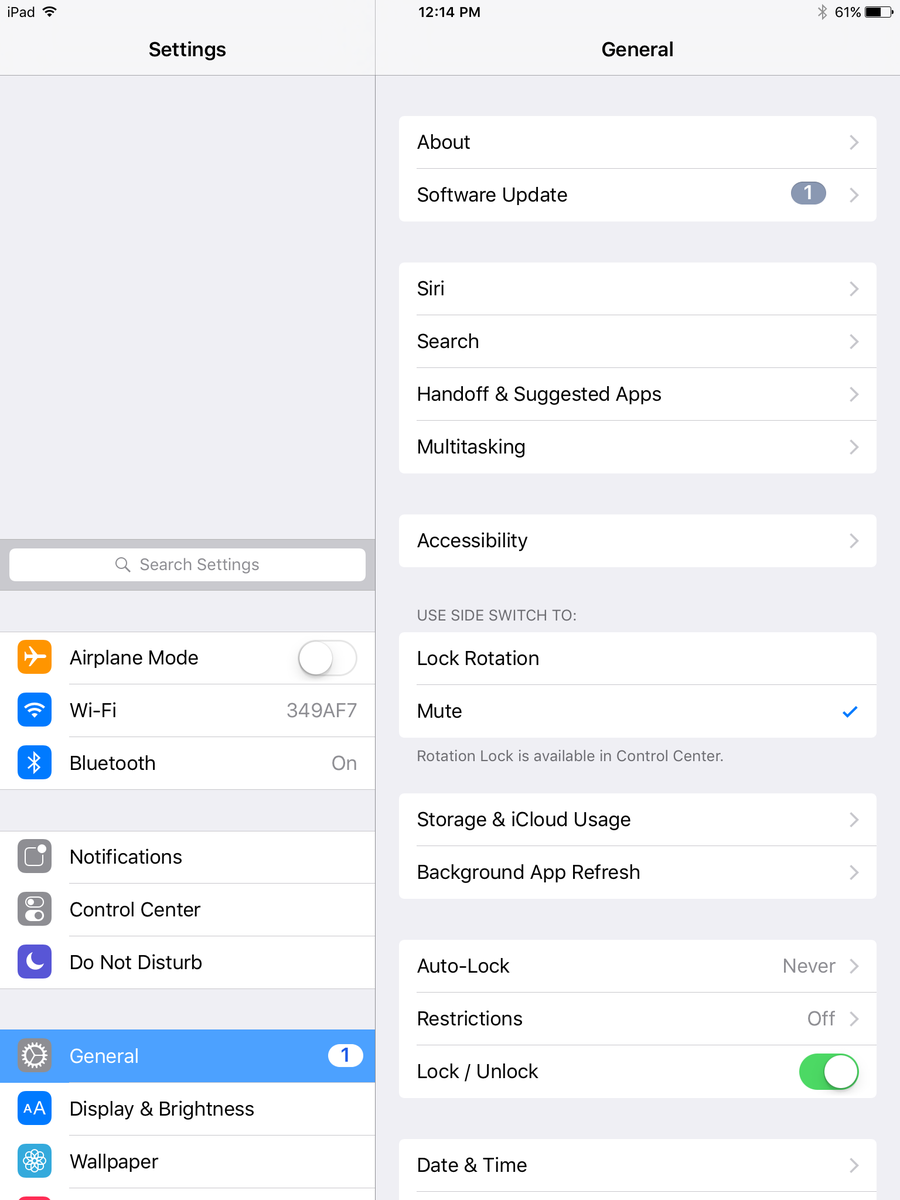 iPad
12:14 PM
61%
Settings
General
Search Settings
Airplane Mode
Wi-Fi 349AF7
Bluetooth On
Notifications
Control Center
Do Not Disturb
General 1
AA Display & Brightness
Wallpaper
About
Software Update 1
Siri
Search
Handoff & Suggested Apps
Multitasking
Accessibility
USE SIDE SWITCH TO:
Lock Rotation
Mute
Rotation Lock is available in Control Center.
Storage & iCloud Usage
Background App Refresh
Auto-Lock Never
Restrictions Off
Lock / Unlock
Date & Time